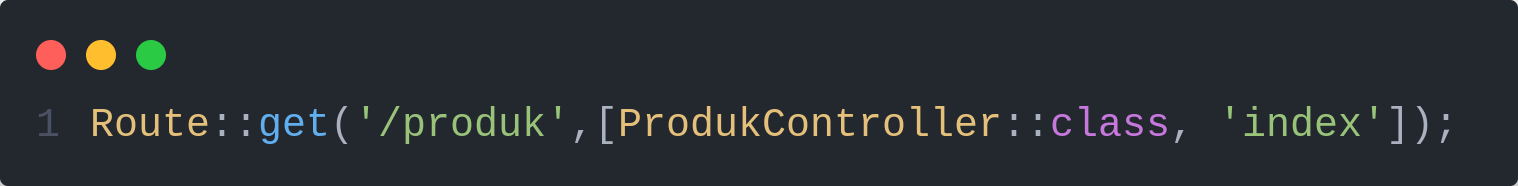 1 Route::get('/produk',[ProdukController::class, 'index']);